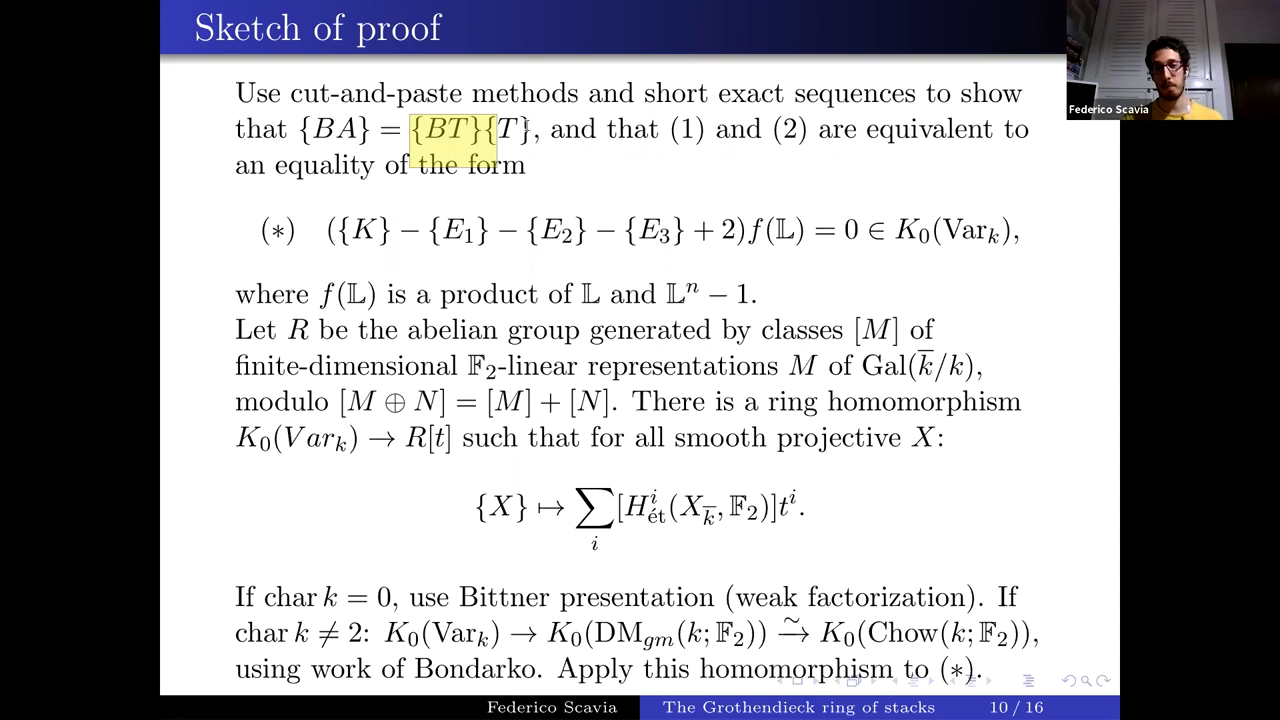 Sketch of proof
Federico Scavia
Use cut-and-paste methods and short exact sequences to show
that {BA} = {BT}{T}, and that (1) and (2) are equivalent to
an equality of the form
(∗) ({K} − {E₁} − {E₂} − {E₃} + 2)f(𝕃) = 0 ∈ K₀(Varₖ),
where f(𝕃) is a product of 𝕃 and 𝕃ⁿ − 1.
Let R be the abelian group generated by classes [M] of
finite-dimensional 𝔽₂-linear representations M of Gal(k̅/k),
modulo [M ⊕ N] = [M] + [N]. There is a ring homomorphism
K₀(Varₖ) → R[t] such that for all smooth projective X:
{X} ↦ ∑ᵢ [Hⁱ_ét(X_k̅, 𝔽₂)]tⁱ.
If char k = 0, use Bittner presentation (weak factorization). If
char k ≠ 2: K₀(Varₖ) → K₀(DM_gm(k; 𝔽₂)) ⥲ K₀(Chow(k; 𝔽₂)),
using work of Bondarko. Apply this homomorphism to (∗).
Federico Scavia The Grothendieck ring of stacks 10 / 16